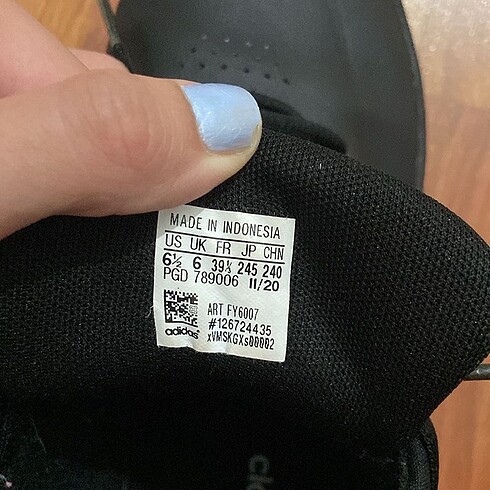 MADE IN INDONESIA
US UK FR JP CHN
6½ 6 39⅓ 245 240
PGD 789006 11/20
ART FY6007
#126724435
adidas xVMSKGXs00002